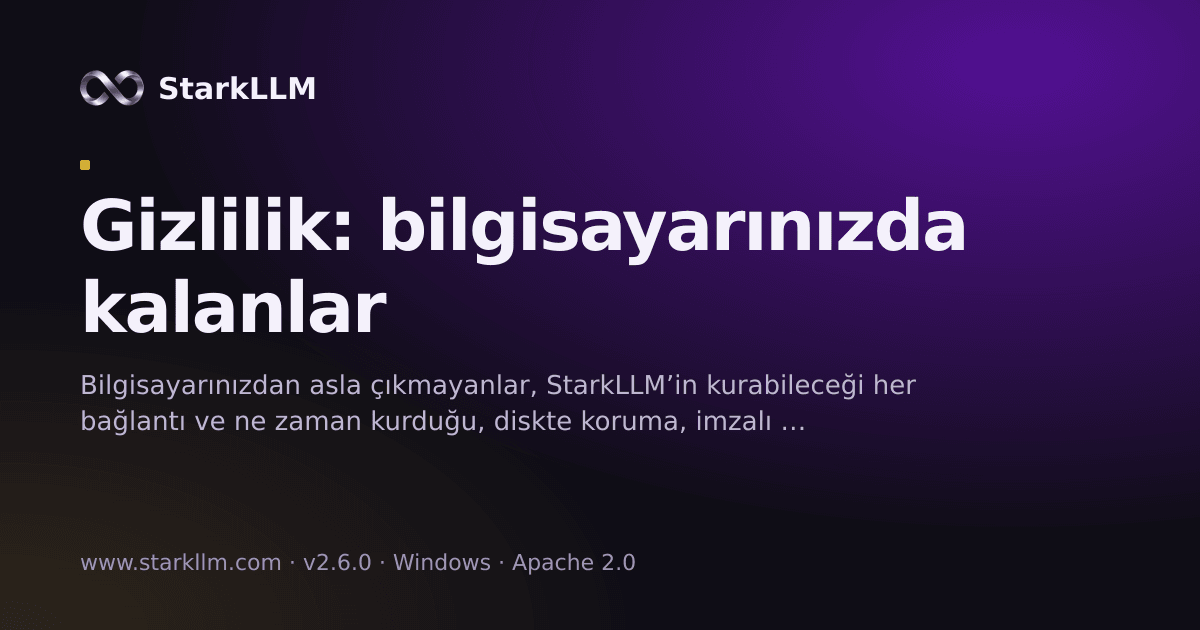 StarkLLM
Gizlilik: bilgisayarınızda
kalanlar
Bilgisayarınızdan asla çıkmayanlar, StarkLLM’in kurabileceği her
bağlantı ve ne zaman kurduğu, diskte koruma, imzalı …
www.starkllm.com · v2.6.0 · Windows · Apache 2.0